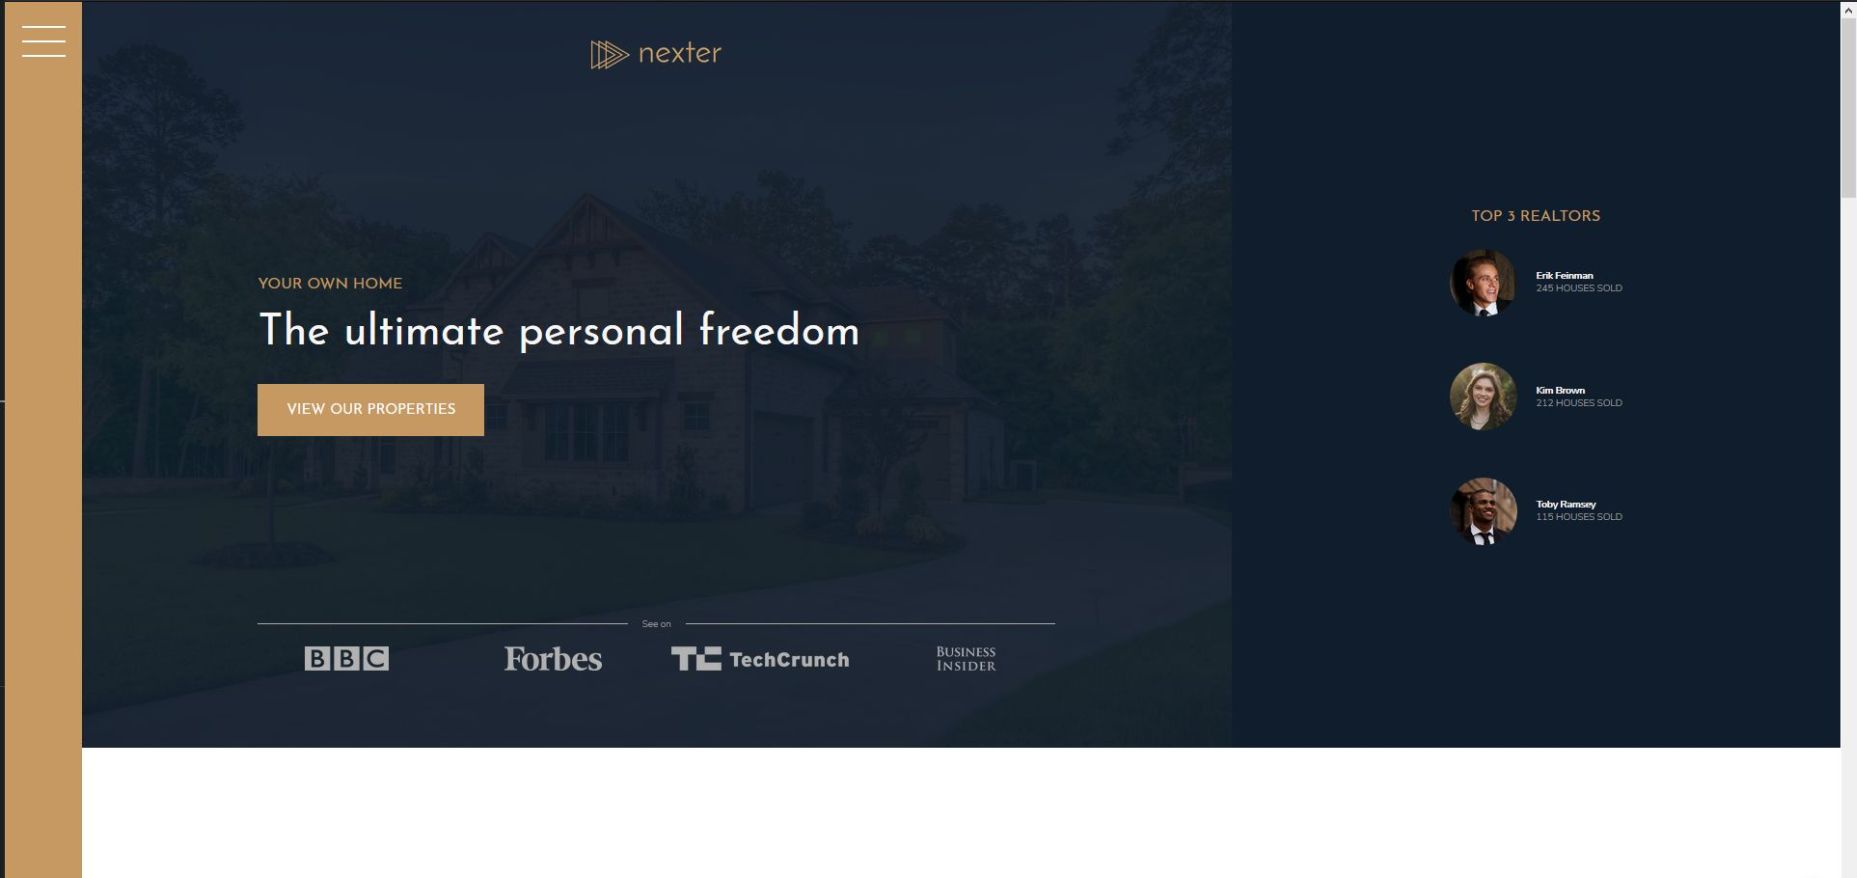 nexter
YOUR OWN HOME
The ultimate personal freedom
VIEW OUR PROPERTIES
See on
BBC
Forbes
TC TechCrunch
BUSINESS
INSIDER
TOP 3 REALTORS
Erik Feinman
245 HOUSES SOLD
Kim Brown
212 HOUSES SOLD
Toby Ramsey
115 HOUSES SOLD